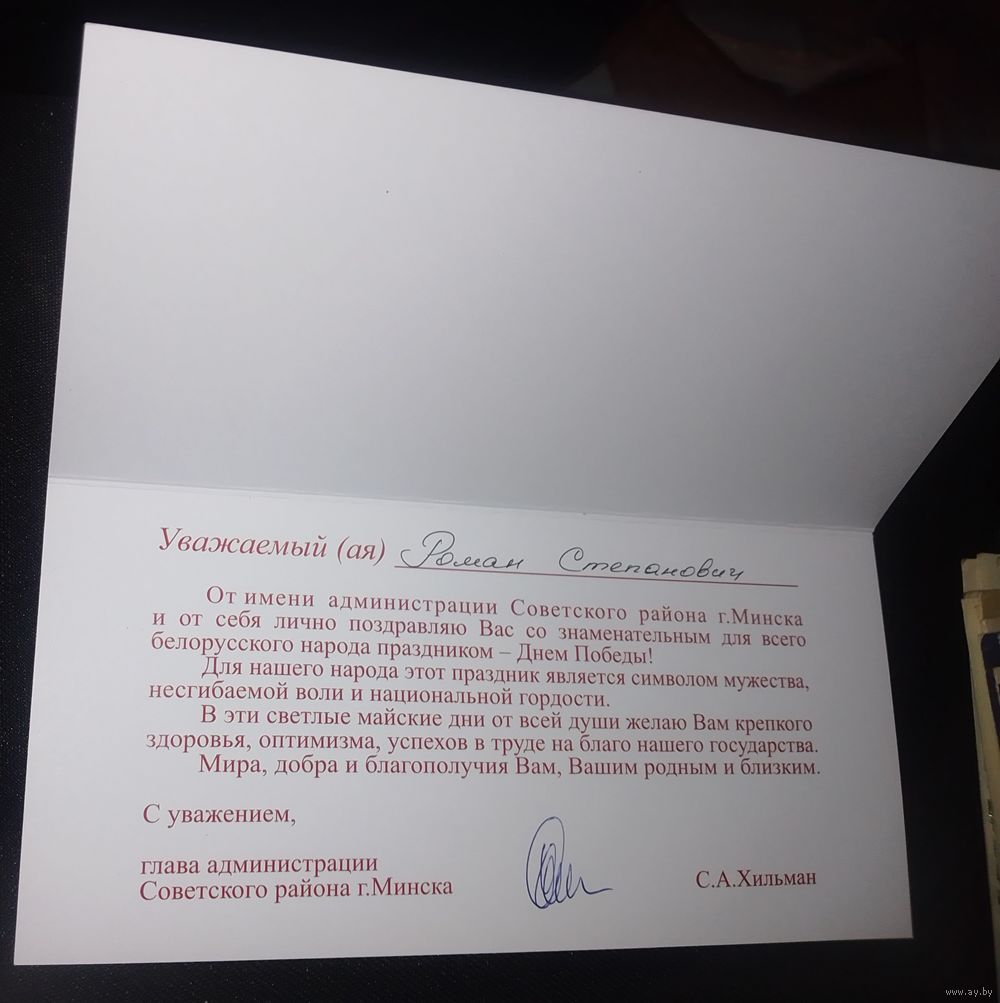 Уважаемый (ая) Роман Степанович
От имени администрации Советского района г.Минска
и от себя лично поздравляю Вас со знаменательным для всего
белорусского народа праздником – Днем Победы!
Для нашего народа этот праздник является символом мужества,
несгибаемой воли и национальной гордости.
В эти светлые майские дни от всей души желаю Вам крепкого
здоровья, оптимизма, успехов в труде на благо нашего государства.
Мира, добра и благополучия Вам, Вашим родным и близким.
С уважением,
глава администрации
Советского района г.Минска С.А.Хильман
www.ay.by